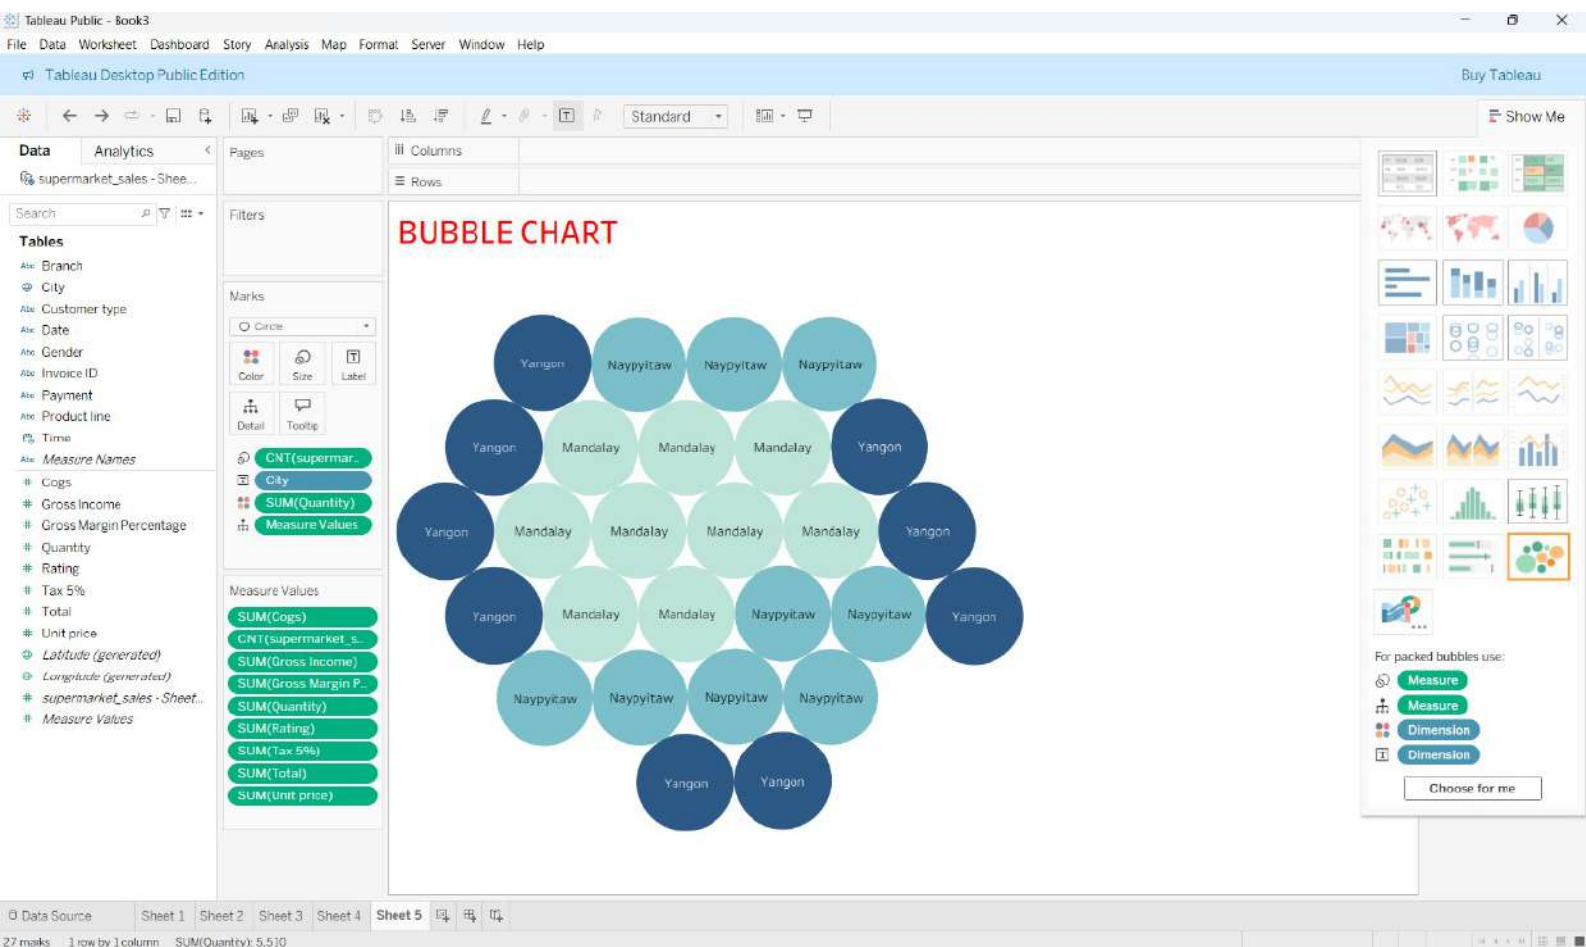 Tableau Public - Book3
File Data Worksheet Dashboard Story Analysis Map Format Server Window Help
Tableau Desktop Public Edition
Buy Tableau
Standard
Show Me
Data Analytics
supermarket_sales - Shee...
Search
Tables
Abc Branch
City
Abc Customer type
Abc Date
Abc Gender
Abc Invoice ID
Abc Payment
Abc Product line
Time
Abc Measure Names
# Cogs
# Gross Income
# Gross Margin Percentage
# Quantity
# Rating
# Tax 5%
# Total
# Unit price
Latitude (generated)
Longitude (generated)
# supermarket_sales - Sheet...
# Measure Values
Pages
Filters
Marks
Circle
Color Size Label
Detail Tooltip
CNT(supermar..
City
SUM(Quantity)
Measure Values
Measure Values
SUM(Cogs)
CNT(supermarket_s..
SUM(Gross Income)
SUM(Gross Margin P..
SUM(Quantity)
SUM(Rating)
SUM(Tax 5%)
SUM(Total)
SUM(Unit price)
Columns
Rows
BUBBLE CHART
Yangon Naypyitaw Naypyitaw Naypyitaw
Yangon Mandalay Mandalay Mandalay Yangon
Yangon Mandalay Mandalay Mandalay Mandalay Yangon
Yangon Mandalay Mandalay Naypyitaw Naypyitaw Yangon
Naypyitaw Naypyitaw Naypyitaw Naypyitaw
Yangon Yangon
For packed bubbles use:
Measure
Measure
Dimension
Dimension
Choose for me
Data Source Sheet 1 Sheet 2 Sheet 3 Sheet 4 Sheet 5
27 marks 1 row by 1 column SUM(Quantity): 5,510